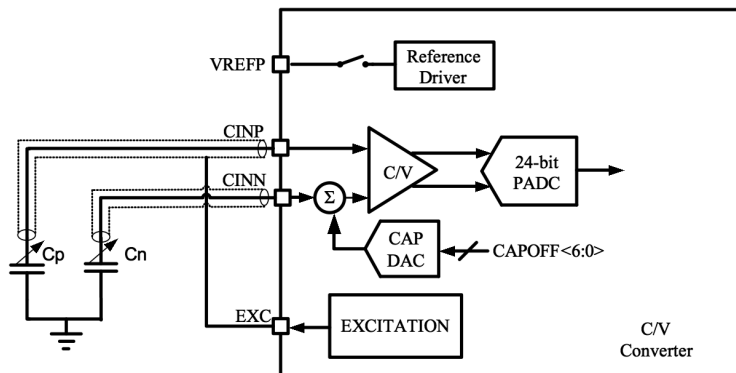 VREFP
Reference
Driver
CINP
CINN
C/V
24-bit
PADC
Σ
CAP
DAC
CAPOFF<6:0>
Cp
Cn
EXC
EXCITATION
C/V
Converter